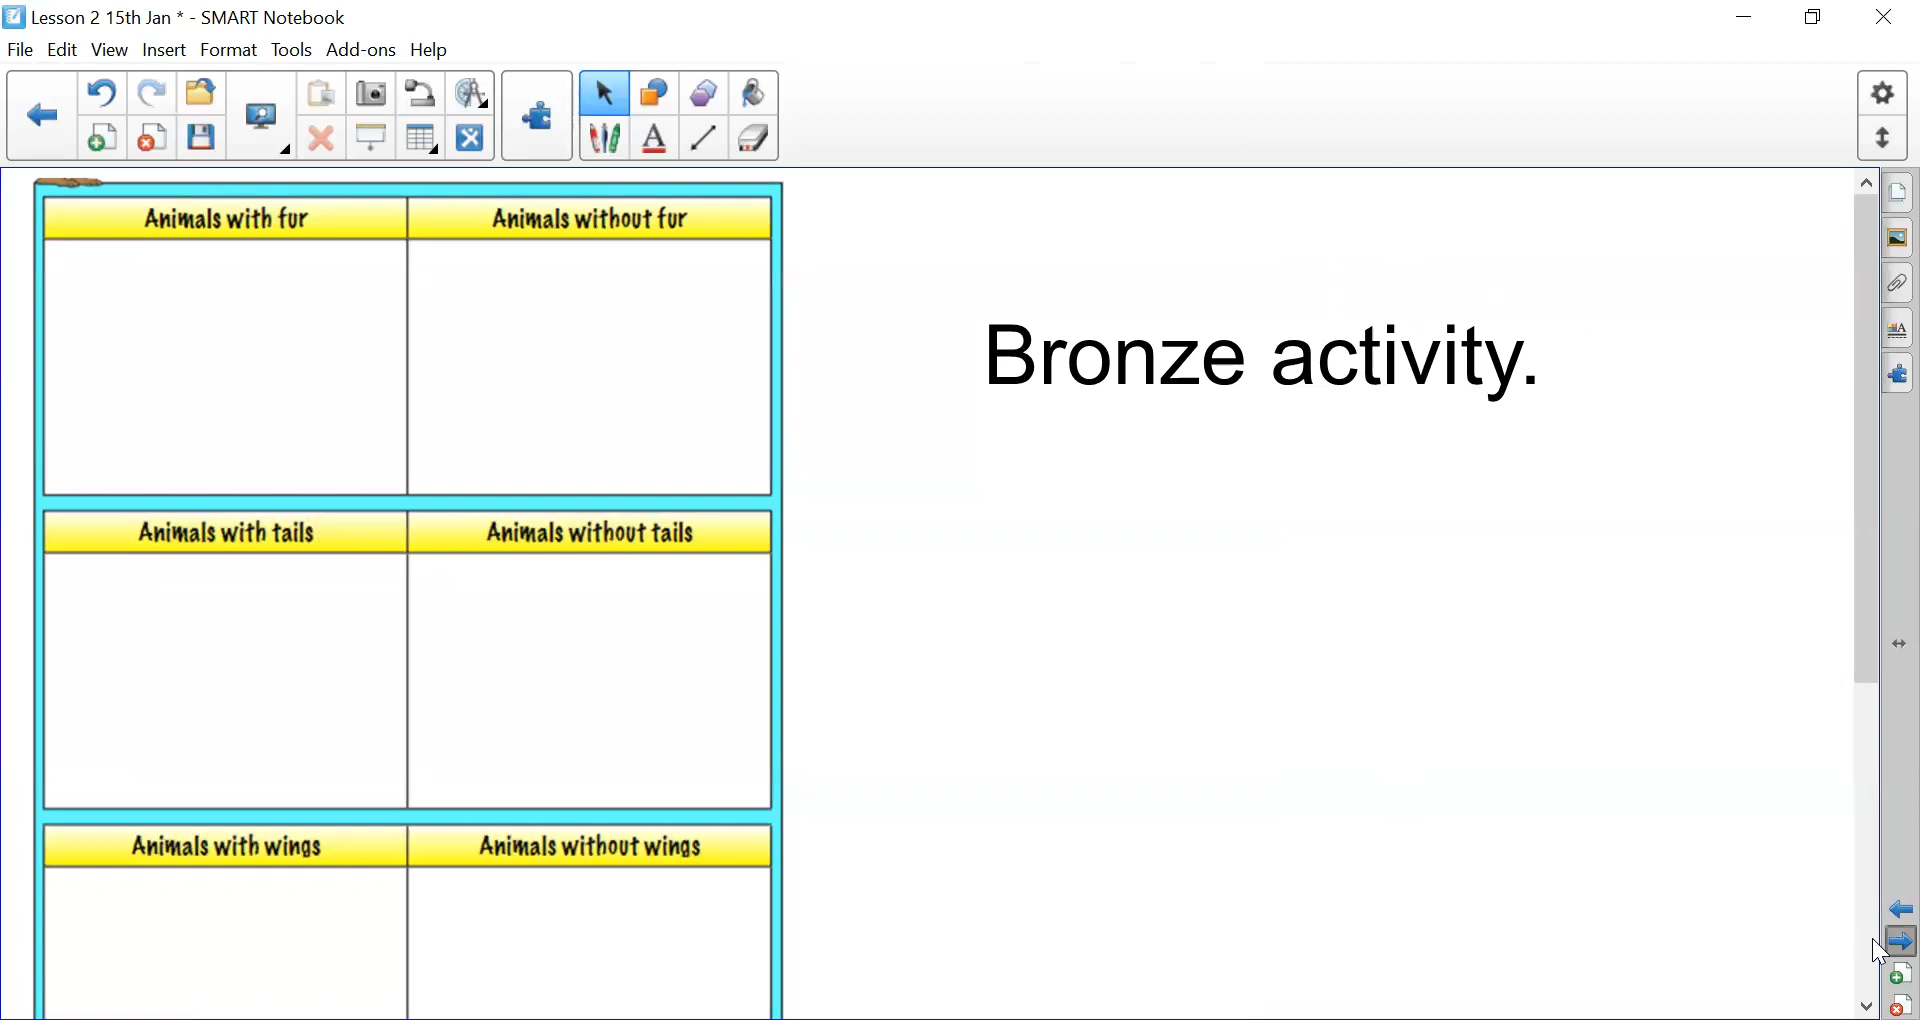 Lesson 2 15th Jan * - SMART Notebook
File Edit View Insert Format Tools Add-ons Help
Animals with fur Animals without fur
Bronze activity.
Animals with tails Animals without tails
Animals with wings Animals without wings